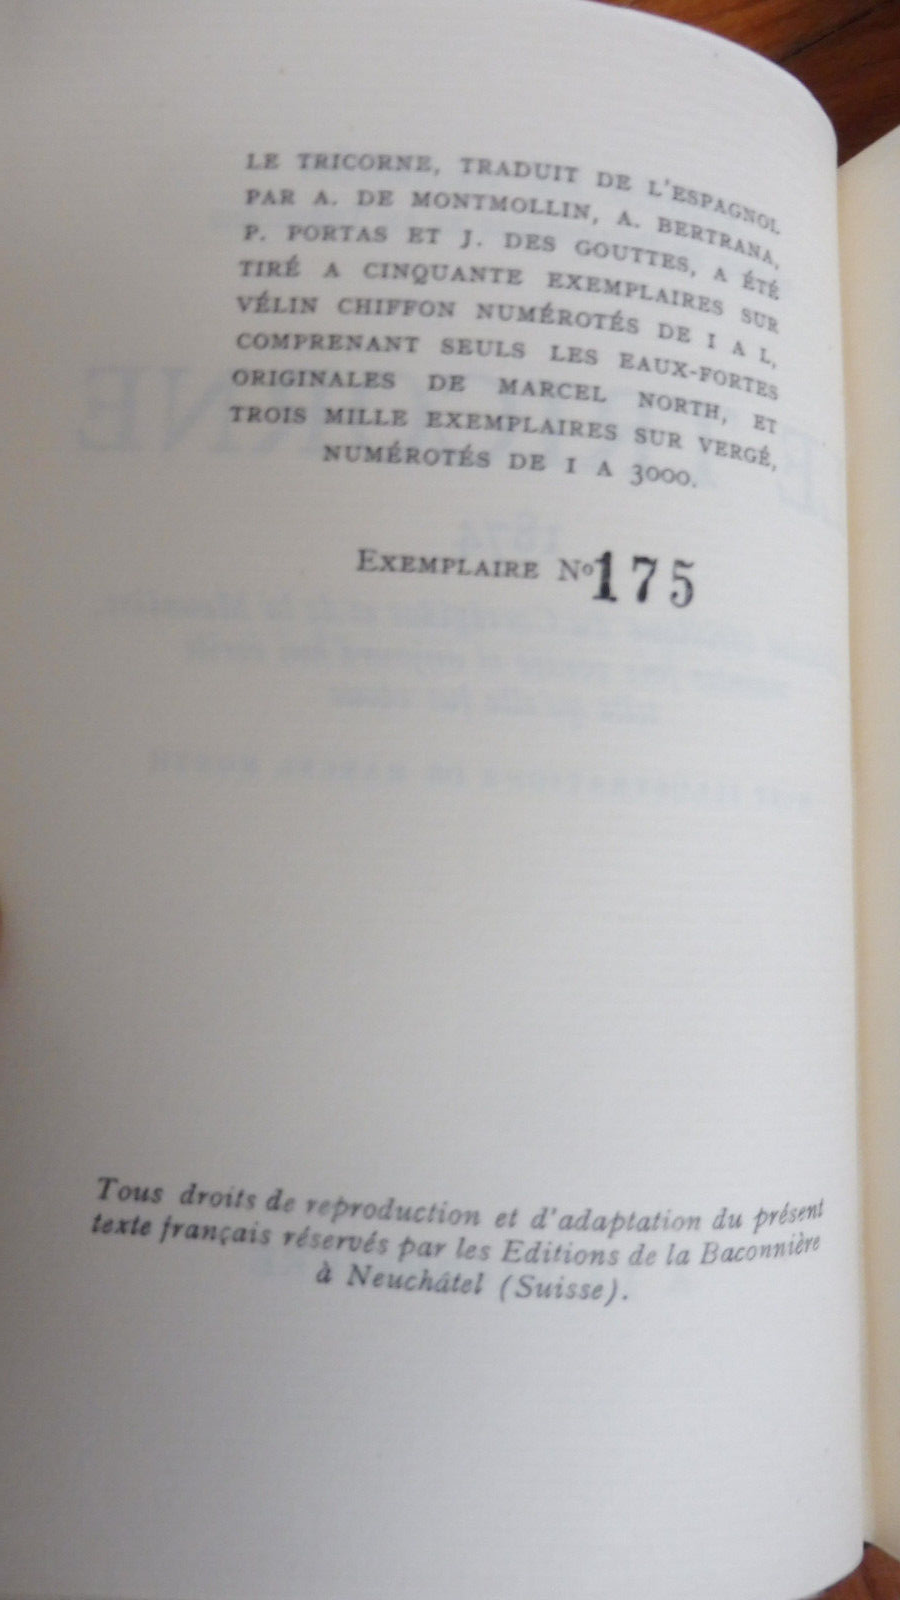 LE TRICORNE, TRADUIT DE L'ESPAGNOL
PAR A. DE MONTMOLLIN, A. BERTRANA,
P. PORTAS ET J. DES GOUTTES, A ÉTÉ
TIRÉ A CINQUANTE EXEMPLAIRES SUR
VÉLIN CHIFFON NUMÉROTÉS DE I A L,
COMPRENANT SEULS LES EAUX-FORTES
ORIGINALES DE MARCEL NORTH, ET
TROIS MILLE EXEMPLAIRES SUR VERGÉ,
NUMÉROTÉS DE 1 A 3000.
EXEMPLAIRE Nº 175
Tous droits de reproduction et d'adaptation du présent
texte français réservés par les Editions de la Baconnière
à Neuchâtel (Suisse).